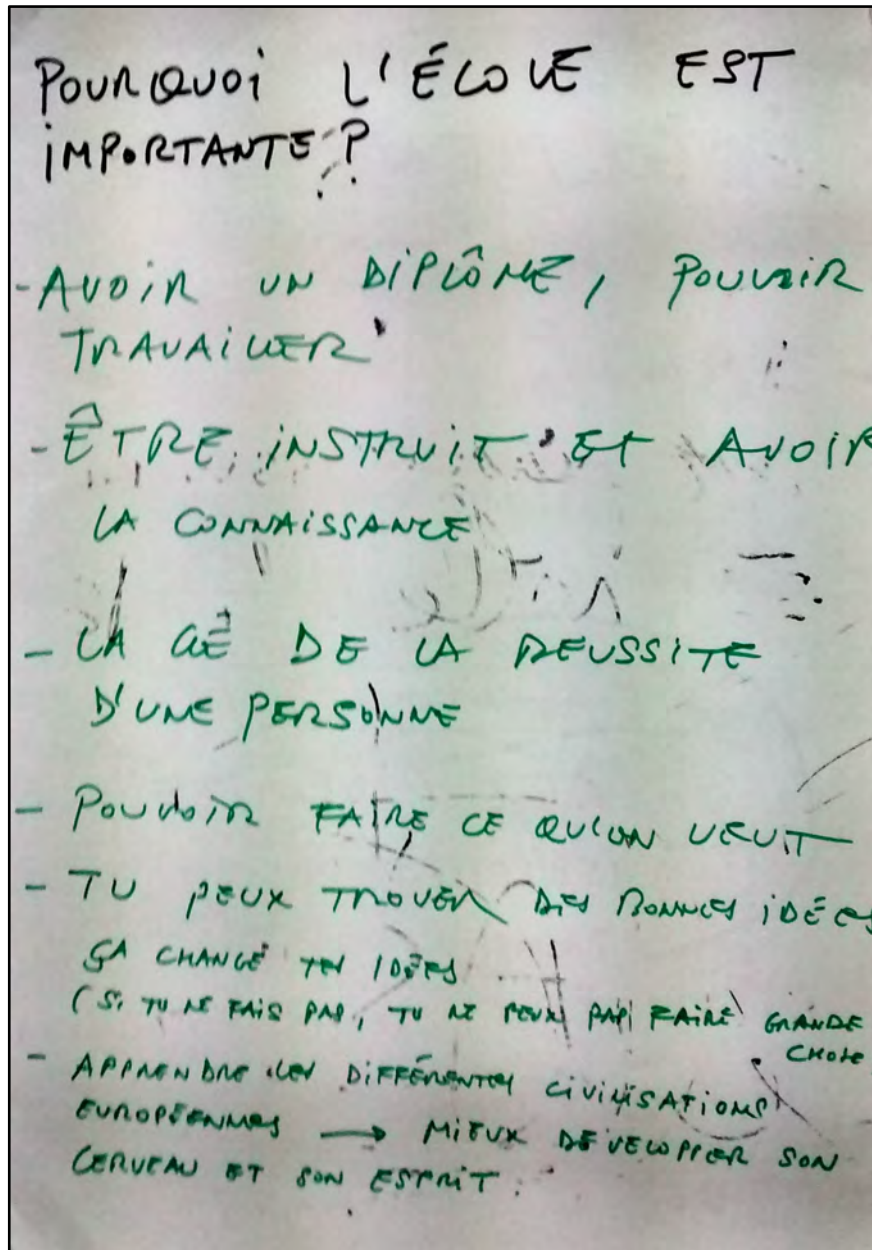 POURQUOI L'ÉCOLE EST
IMPORTANTE ?
- AVOIR UN DIPLÔME, POUVOIR
TRAVAILLER
- ÊTRE INSTRUIT ET AVOIR
LA CONNAISSANCE
- LA CLÉ DE LA REUSSITE
D'UNE PERSONNE
- POUVOIR FAIRE CE QU'ON VEUT
- TU PEUX TROUVER DES BONNES IDÉES
ÇA CHANGE TES IDÉES
(SI TU NE FAIS PAS, TU NE PEUX PAS FAIRE GRANDE
CHOSE
- APPRENDRE LES DIFFÉRENTES CIVILISATIONS
EUROPÉENNES → MIEUX DÉVELOPPER SON
CERVEAU ET SON ESPRIT.